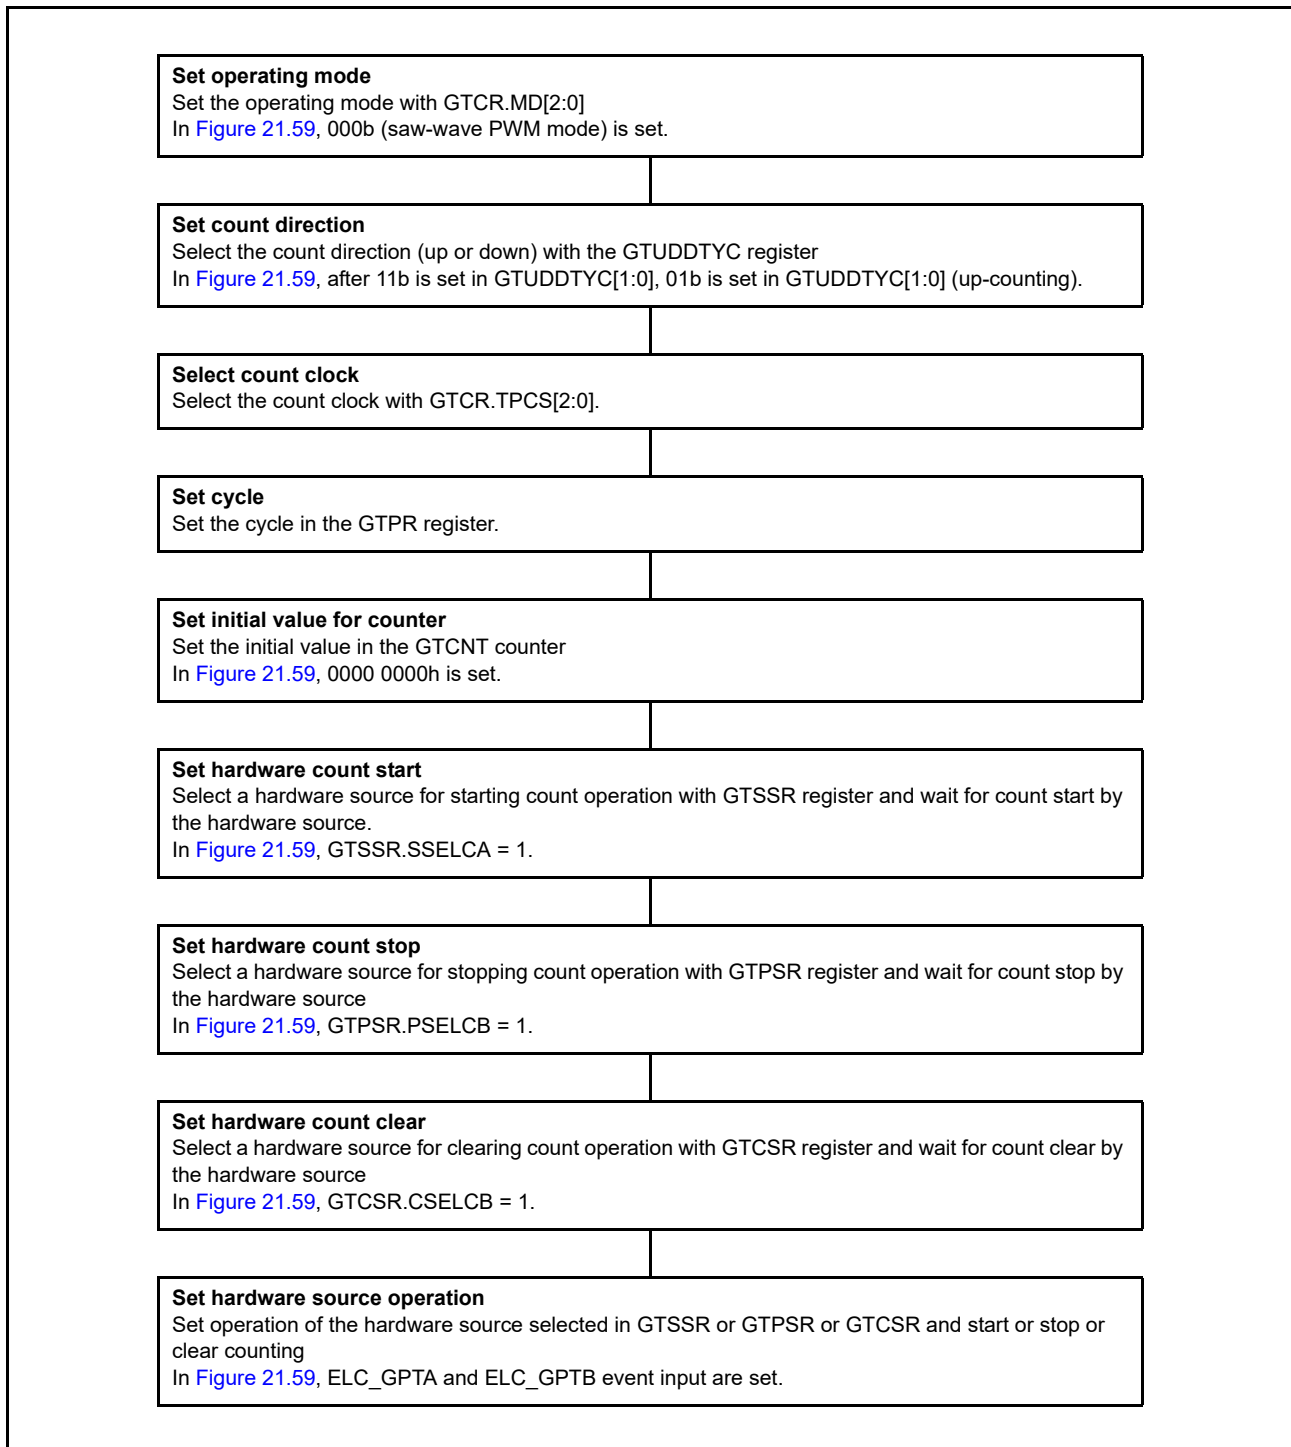 Set operating mode
Set the operating mode with GTCR.MD[2:0]
In Figure 21.59, 000b (saw-wave PWM mode) is set.
Set count direction
Select the count direction (up or down) with the GTUDDTYC register
In Figure 21.59, after 11b is set in GTUDDTYC[1:0], 01b is set in GTUDDTYC[1:0] (up-counting).
Select count clock
Select the count clock with GTCR.TPCS[2:0].
Set cycle
Set the cycle in the GTPR register.
Set initial value for counter
Set the initial value in the GTCNT counter
In Figure 21.59, 0000 0000h is set.
Set hardware count start
Select a hardware source for starting count operation with GTSSR register and wait for count start by
the hardware source.
In Figure 21.59, GTSSR.SSELCA = 1.
Set hardware count stop
Select a hardware source for stopping count operation with GTPSR register and wait for count stop by
the hardware source
In Figure 21.59, GTPSR.PSELCB = 1.
Set hardware count clear
Select a hardware source for clearing count operation with GTCSR register and wait for count clear by
the hardware source
In Figure 21.59, GTCSR.CSELCB = 1.
Set hardware source operation
Set operation of the hardware source selected in GTSSR or GTPSR or GTCSR and start or stop or
clear counting
In Figure 21.59, ELC_GPTA and ELC_GPTB event input are set.